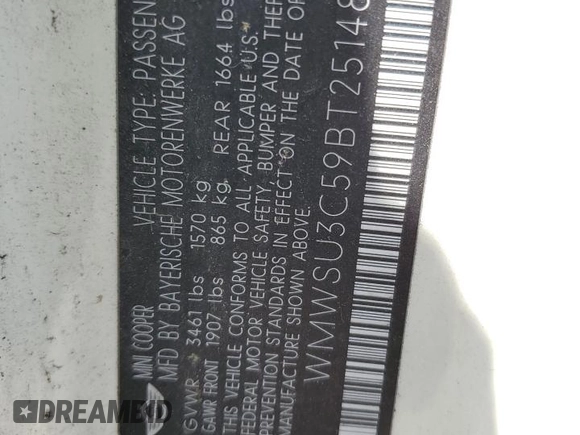 MINI COOPER VEHICLE TYPE: PASSEN
MFD BY BAYERISCHE MOTORENWERKE AG
GVWR 3461 lbs 1570 kg
GAWR FRONT 1907 lbs 865 kg, REAR 1664 lbs
THIS VEHICLE CONFORMS TO ALL APPLICABLE U.S.
FEDERAL MOTOR VEHICLE SAFETY, BUMPER AND THEF
PREVENTION STANDARDS IN EFFECT ON THE DATE OF
MANUFACTURE SHOWN ABOVE.
WMWSU3C59BT25148
DREAMBID